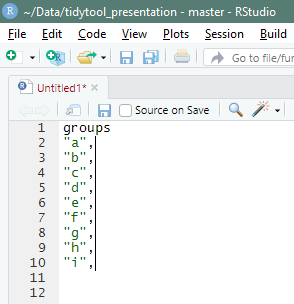 ~/Data/tidytool_presentation - master - RStudio
File Edit Code View Plots Session Build
Go to file/fun
Untitled1*
Source on Save
1 groups
2 "a",
3 "b",
4 "c",
5 "d",
6 "e",
7 "f",
8 "g",
9 "h",
10 "i",
11
12